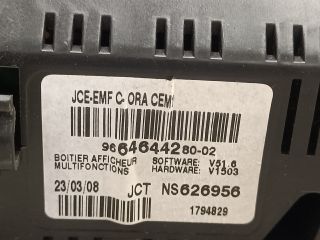 JCE-EMF C- ORA CEM
9664644280-02
BOITIER AFFICHEUR SOFTWARE: V51.6
MULTIFONCTIONS HARDWARE: V1503
23/03/08 JCT NS626956
1794829